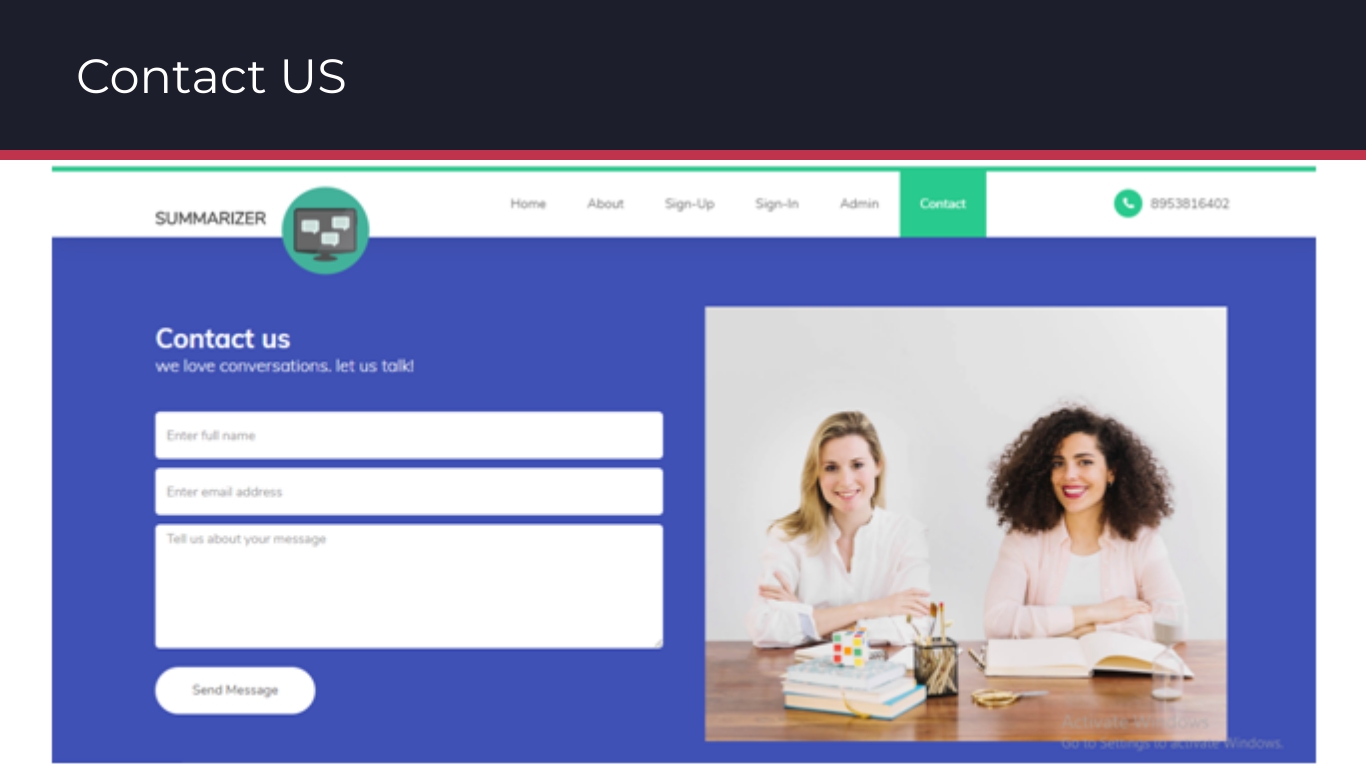 Contact US
SUMMARIZER
Home About Sign-Up Sign-In Admin Contact 8953816402
Contact us
we love conversations. let us talk!
Enter full name
Enter email address
Tell us about your message
Send Message
Activate Windows
Go to Settings to activate Windows.